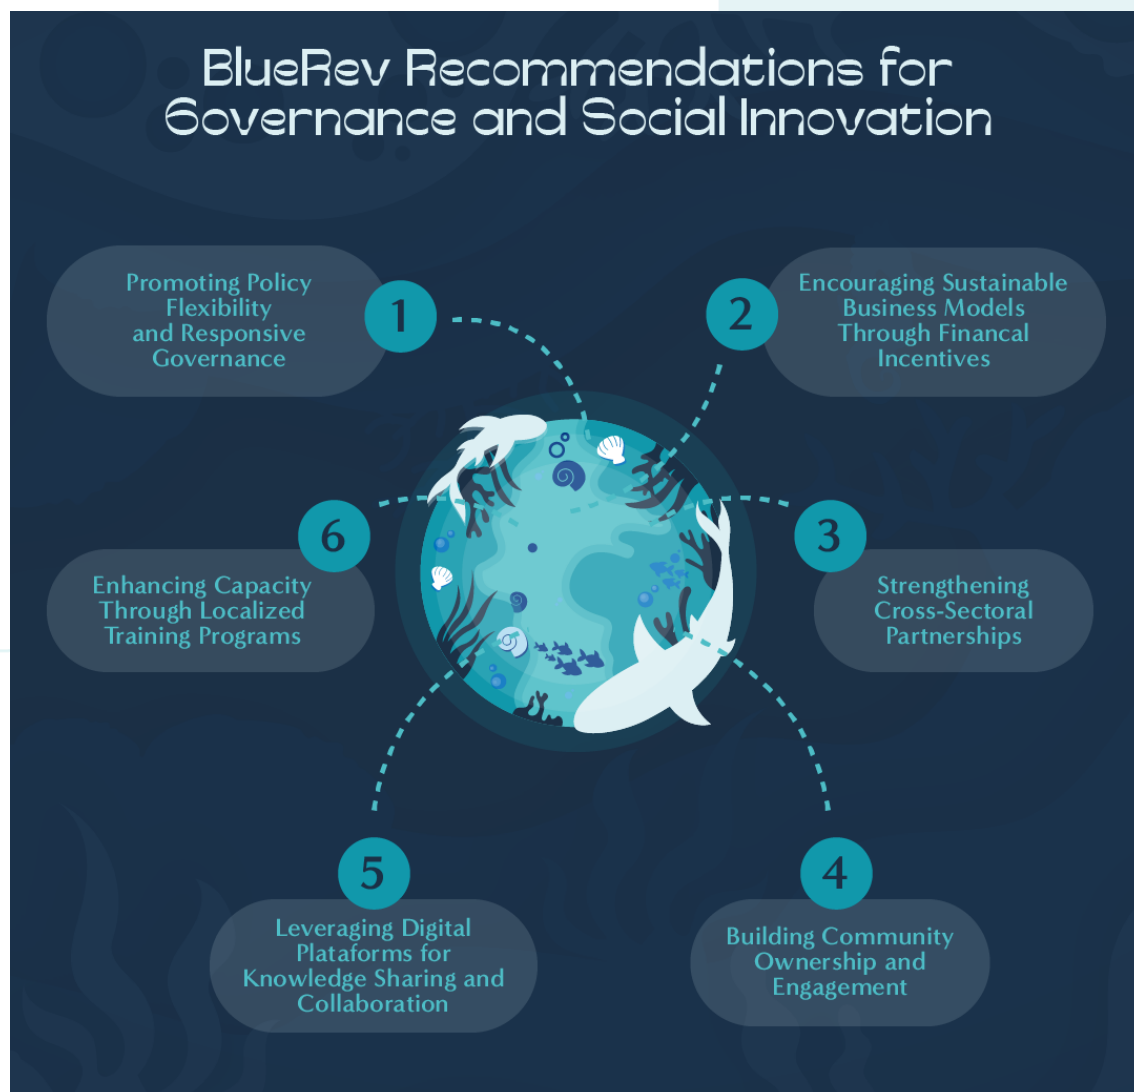 BlueRev Recommendations for
Governance and Social Innovation
1
Promoting Policy
Flexibility
and Responsive
Governance
2
Encouraging Sustainable
Business Models
Through Financal
Incentives
3
Strengthening
Cross-Sectoral
Partnerships
4
Building Community
Ownership and
Engagement
5
Leveraging Digital
Plataforms for
Knowledge Sharing and
Collaboration
6
Enhancing Capacity
Through Localized
Training Programs